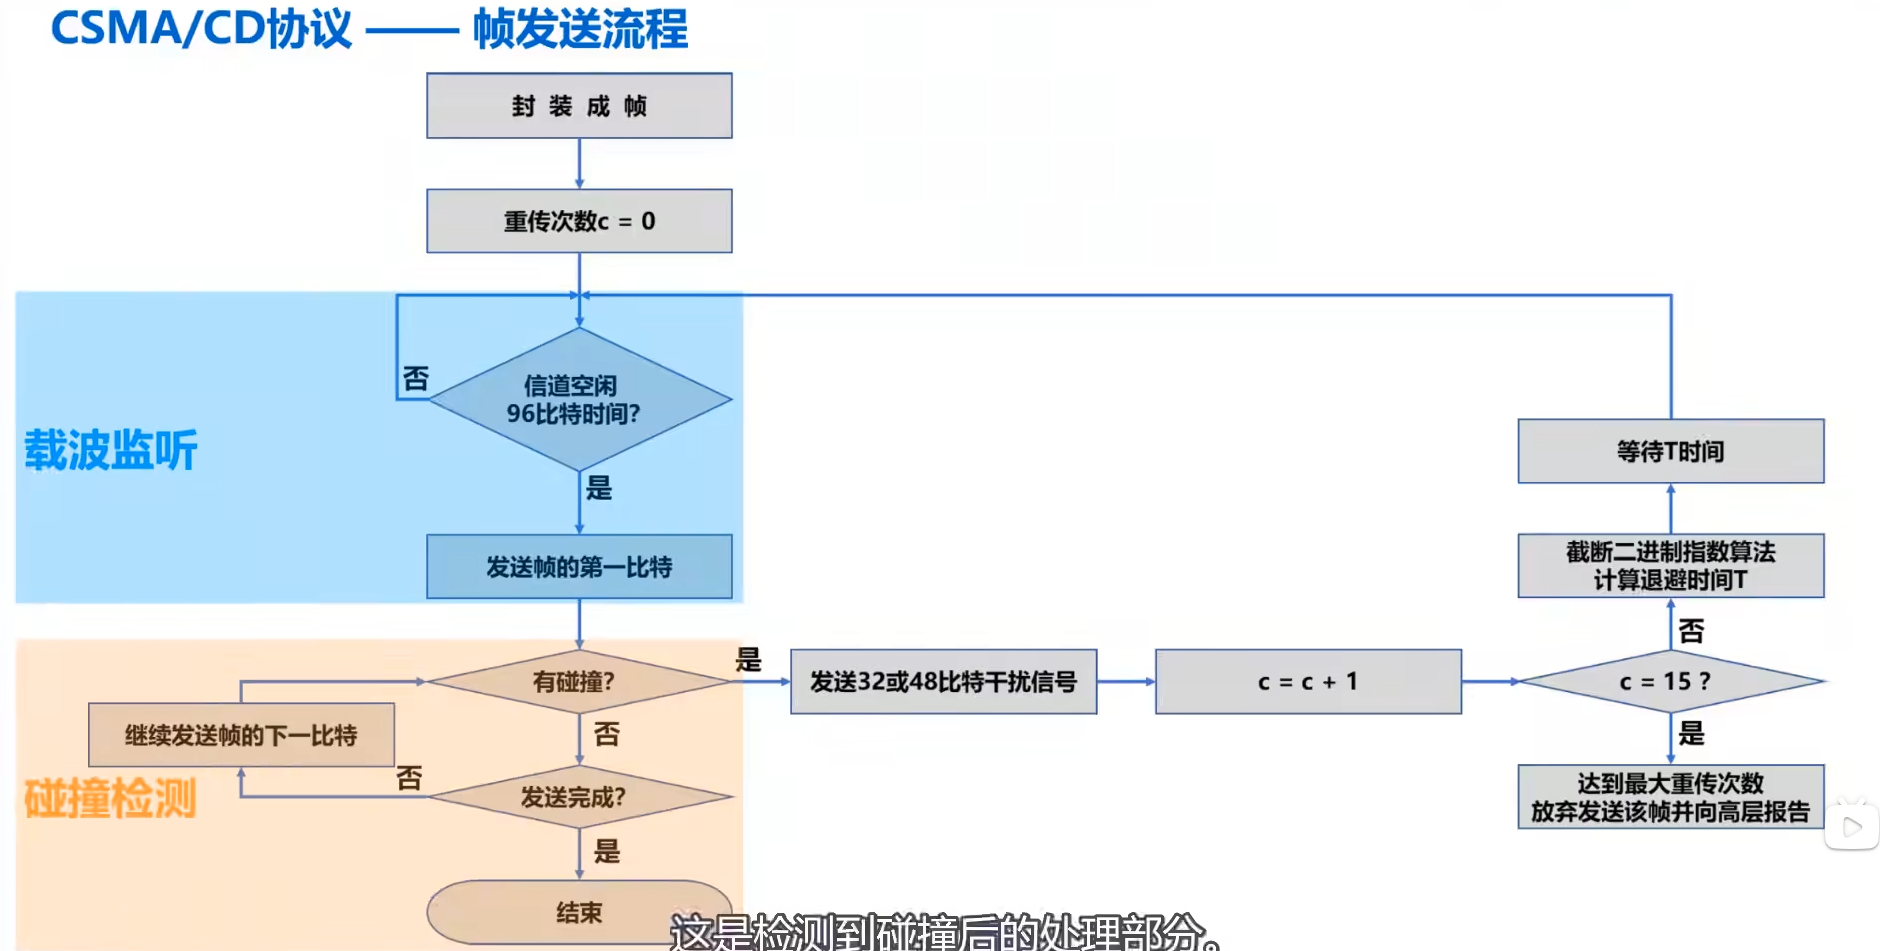 CSMA/CD协议 —— 帧发送流程
封 装 成 帧
重传次数c = 0
否
信道空闲
96比特时间?
载波监听
是
发送帧的第一比特
有碰撞?
是
发送32或48比特干扰信号
c = c + 1
c = 15 ?
否
截断二进制指数算法
计算退避时间T
等待T时间
是
达到最大重传次数
放弃发送该帧并向高层报告
否
继续发送帧的下一比特
否
碰撞检测
发送完成?
是
结束
这是检测到碰撞后的处理部分。